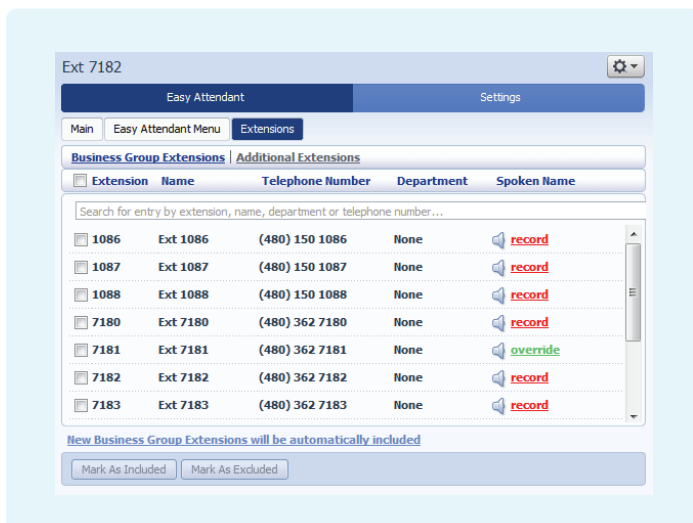 Ext 7182
Easy Attendant Settings
Main Easy Attendant Menu Extensions
Business Group Extensions | Additional Extensions
Extension Name Telephone Number Department Spoken Name
Search for entry by extension, name, department or telephone number...
1086 Ext 1086 (480) 150 1086 None record
1087 Ext 1087 (480) 150 1087 None record
1088 Ext 1088 (480) 150 1088 None record
7180 Ext 7180 (480) 362 7180 None record
7181 Ext 7181 (480) 362 7181 None override
7182 Ext 7182 (480) 362 7182 None record
7183 Ext 7183 (480) 362 7183 None record
New Business Group Extensions will be automatically included
Mark As Included Mark As Excluded